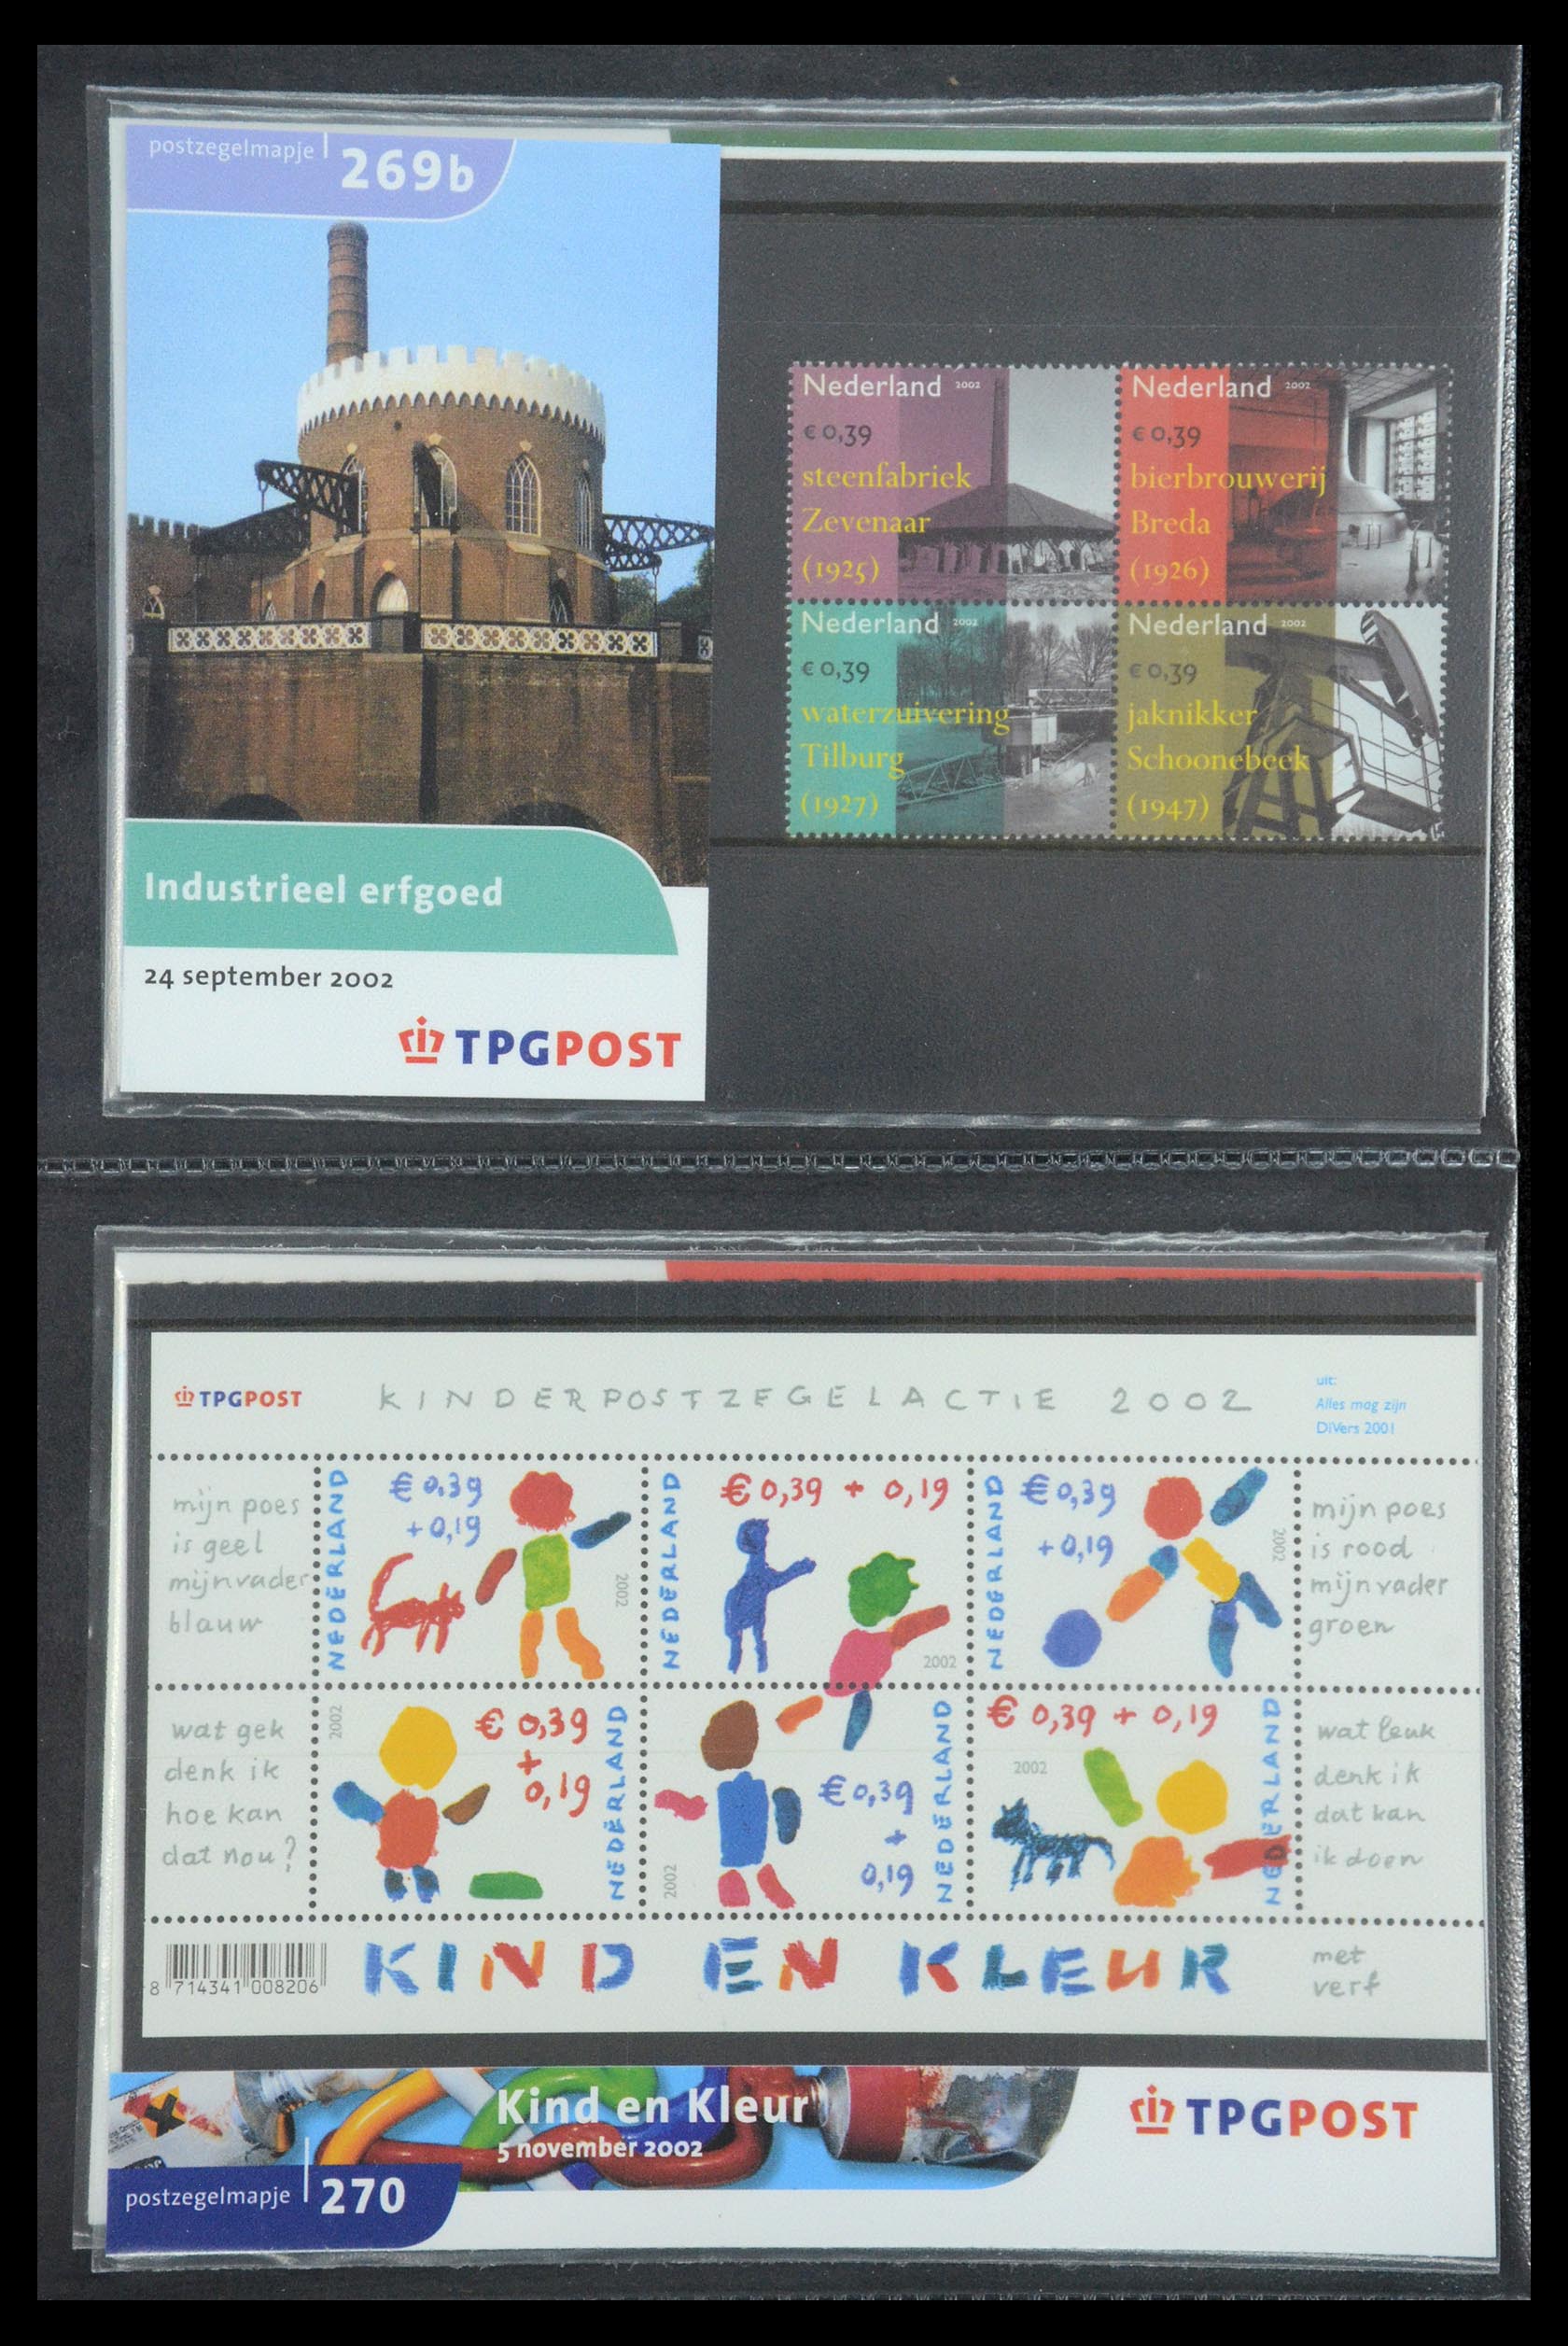 postzegelmapje 269b
Nederland 2002
€ 0,39
steenfabriek
Zevenaar
(1925)
Nederland 2002
€ 0,39
bierbrouwerij
Breda
(1926)
Nederland 2002
€ 0,39
waterzuivering
Tilburg
(1927)
Nederland 2002
€ 0,39
jaknikker
Schoonebeek
(1947)
Industrieel erfgoed
24 september 2002
TPGPOST
TPGPOST
KINDERPOSTZEGELACTIE 2002
uit:
Alles mag zijn
DiVers 2001
mijn poes
is geel
mijn vader
blauw
NEDERLAND
€ 0,39
+ 0,19
2002
NEDERLAND
€ 0,39 + 0,19
2002
NEDERLAND
€ 0,39
+ 0,19
2002
mijn poes
is rood
mijn vader
groen
wat gek
denk ik
hoe kan
dat nou?
2002
€ 0,39
+
0,19
NEDERLAND
2002
€ 0,39
+
0,19
NEDERLAND
€ 0,39 + 0,19
2002
NEDERLAND
wat leuk
denk ik
dat kan
ik doen
8 714341 008206
KIND EN KLEUR
met
verf
Kind en Kleur
5 november 2002
TPGPOST
postzegelmapje 270